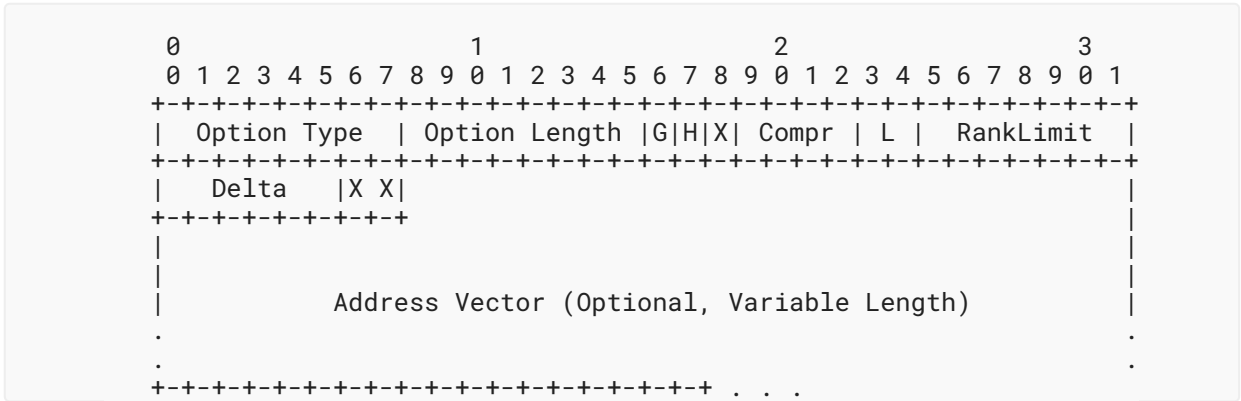 0                   1                   2                   3
 0 1 2 3 4 5 6 7 8 9 0 1 2 3 4 5 6 7 8 9 0 1 2 3 4 5 6 7 8 9 0 1
+-+-+-+-+-+-+-+-+-+-+-+-+-+-+-+-+-+-+-+-+-+-+-+-+-+-+-+-+-+-+-+-+
|  Option Type  | Option Length |G|H|X| Compr | L |  RankLimit  |
+-+-+-+-+-+-+-+-+-+-+-+-+-+-+-+-+-+-+-+-+-+-+-+-+-+-+-+-+-+-+-+-+
|   Delta   |X X|                                               |
+-+-+-+-+-+-+-+-+                                               |
|                                                               |
|                                                               |
|           Address Vector (Optional, Variable Length)          |
.                                                               .
.                                                               .
+-+-+-+-+-+-+-+-+-+-+-+-+-+-+-+-+-+-+ . . .